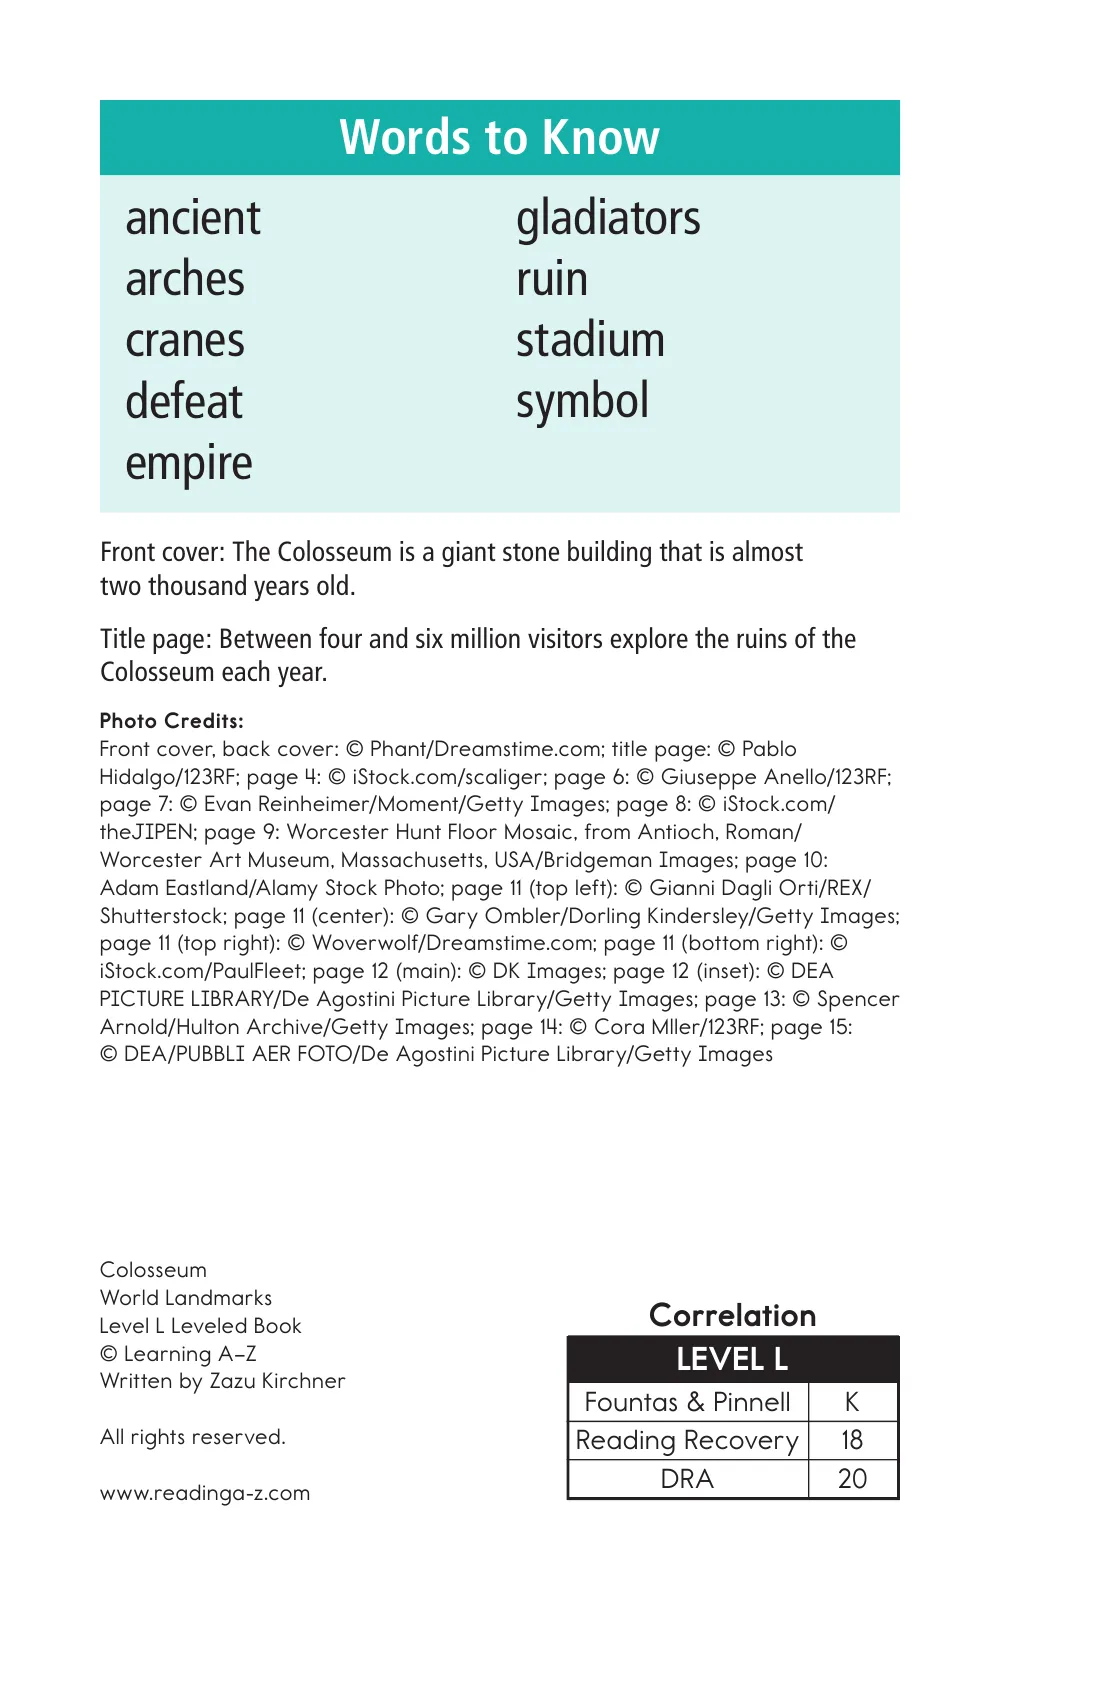 Words to Know
ancient
arches
cranes
defeat
empire
gladiators
ruin
stadium
symbol
Front cover: The Colosseum is a giant stone building that is almost
two thousand years old.
Title page: Between four and six million visitors explore the ruins of the
Colosseum each year.
Photo Credits:
Front cover, back cover: © Phant/Dreamstime.com; title page: © Pablo
Hidalgo/123RF; page 4: © iStock.com/scaliger; page 6: © Giuseppe Anello/123RF;
page 7: © Evan Reinheimer/Moment/Getty Images; page 8: © iStock.com/
theJIPEN; page 9: Worcester Hunt Floor Mosaic, from Antioch, Roman/
Worcester Art Museum, Massachusetts, USA/Bridgeman Images; page 10:
Adam Eastland/Alamy Stock Photo; page 11 (top left): © Gianni Dagli Orti/REX/
Shutterstock; page 11 (center): © Gary Ombler/Dorling Kindersley/Getty Images;
page 11 (top right): © Woverwolf/Dreamstime.com; page 11 (bottom right): ©
iStock.com/PaulFleet; page 12 (main): © DK Images; page 12 (inset): © DEA
PICTURE LIBRARY/De Agostini Picture Library/Getty Images; page 13: © Spencer
Arnold/Hulton Archive/Getty Images; page 14: © Cora Mller/123RF; page 15:
© DEA/PUBBLI AER FOTO/De Agostini Picture Library/Getty Images
Colosseum
World Landmarks
Level L Leveled Book
© Learning A–Z
Written by Zazu Kirchner
All rights reserved.
www.readinga-z.com
Correlation
LEVEL L
Fountas & Pinnell K
Reading Recovery 18
DRA 20